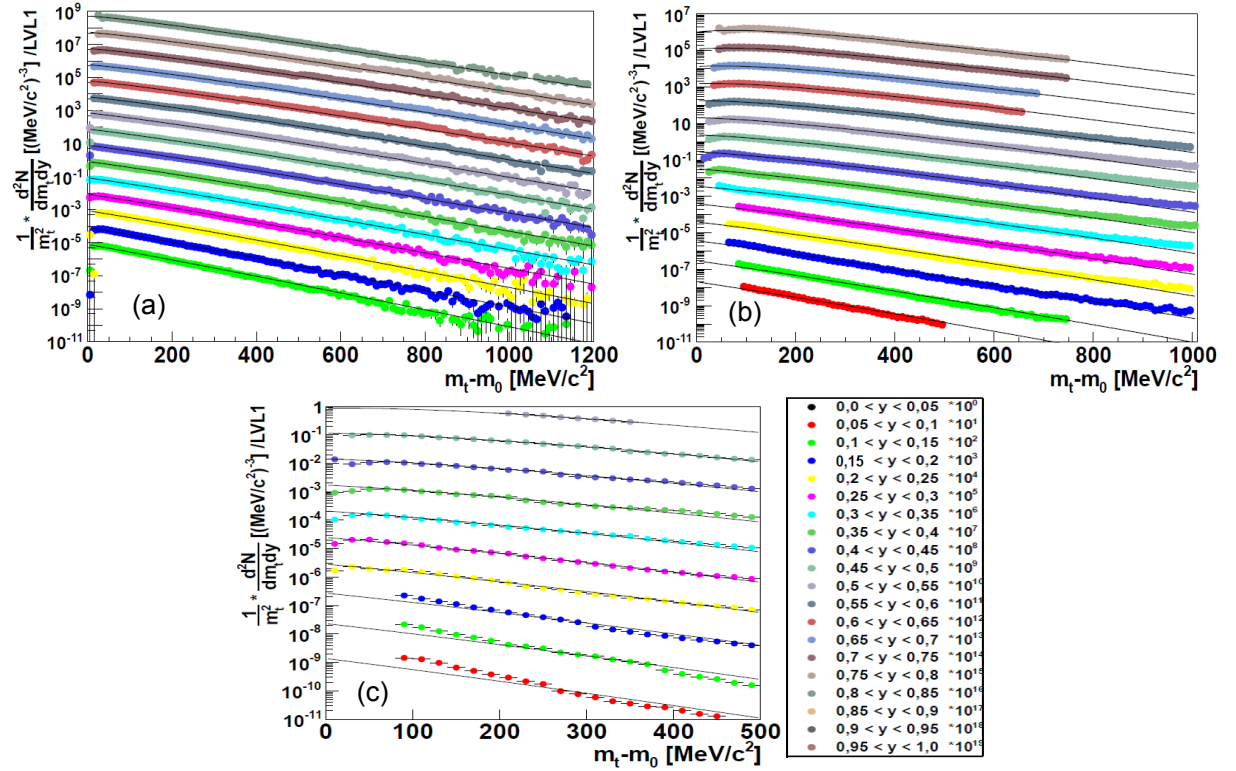 10^9
10^7
10^5
10^3
10
10^-1
10^-3
10^-5
10^-7
10^-9
10^-11
1/m_t^2 * d^2N/dm_tdy [(MeV/c^2)^-3] /LVL1
(a)
0 200 400 600 800 1000 1200
m_t-m_0 [MeV/c^2]
10^7
10^5
10^3
10
10^-1
10^-3
10^-5
10^-7
10^-9
10^-11
1/m_t^2 * d^2N/dm_tdy [(MeV/c^2)^-3] /LVL1
(b)
0 200 400 600 800 1000
m_t-m_0 [MeV/c^2]
1
10^-1
10^-2
10^-3
10^-4
10^-5
10^-6
10^-7
10^-8
10^-9
10^-10
10^-11
1/m_t^2 * d^2N/dm_tdy [(MeV/c^2)^-3] /LVL1
(c)
0 100 200 300 400 500
m_t-m_0 [MeV/c^2]
0,0 < y < 0,05 *10^0
0,05 < y < 0,1 *10^1
0,1 < y < 0,15 *10^2
0,15 < y < 0,2 *10^3
0,2 < y < 0,25 *10^4
0,25 < y < 0,3 *10^5
0,3 < y < 0,35 *10^6
0,35 < y < 0,4 *10^7
0,4 < y < 0,45 *10^8
0,45 < y < 0,5 *10^9
0,5 < y < 0,55 *10^10
0,55 < y < 0,6 *10^11
0,6 < y < 0,65 *10^12
0,65 < y < 0,7 *10^13
0,7 < y < 0,75 *10^14
0,75 < y < 0,8 *10^15
0,8 < y < 0,85 *10^16
0,85 < y < 0,9 *10^17
0,9 < y < 0,95 *10^18
0,95 < y < 1,0 *10^19